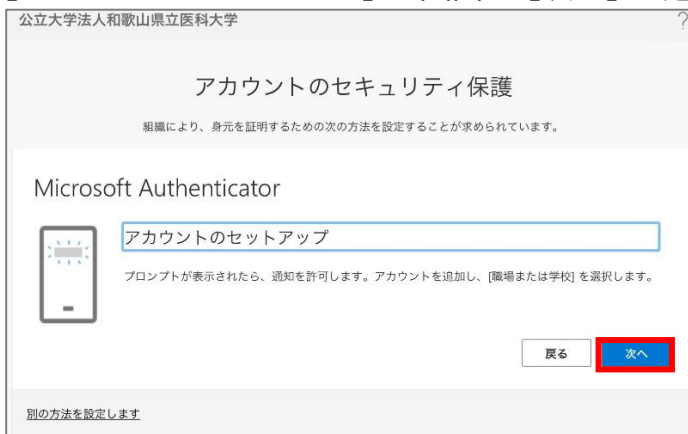 公立大学法人和歌山県立医科大学
?
アカウントのセキュリティ保護
組織により、身元を証明するための次の方法を設定することが求められています。
Microsoft Authenticator
アカウントのセットアップ
プロンプトが表示されたら、通知を許可します。アカウントを追加し、[職場または学校] を選択します。
戻る
次へ
別の方法を設定します